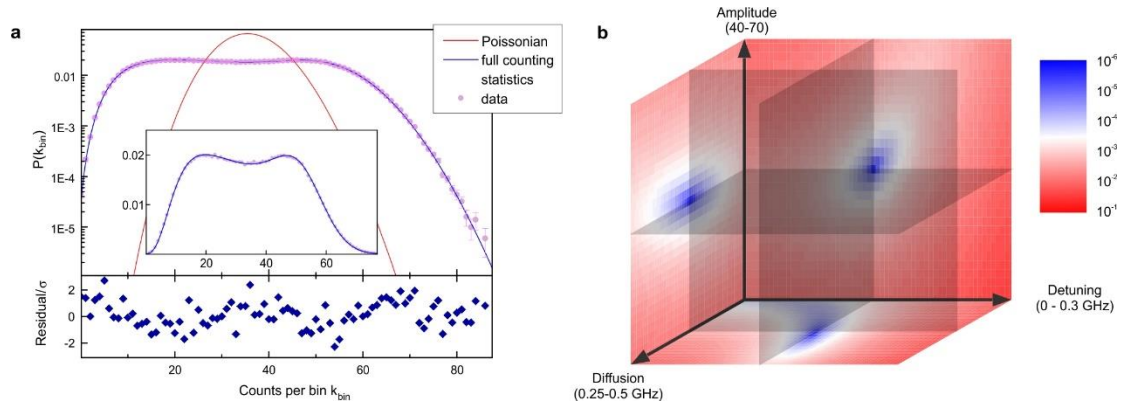 a
Poissonian
full counting
statistics
data
0.01
1E-3
1E-4
1E-5
P(k_bin)
0.02
0.01
20 40 60
2
0
-2
Residual/σ
20 40 60 80
Counts per bin k_bin
b
Amplitude
(40-70)
10^-6
10^-5
10^-4
10^-3
10^-2
10^-1
Detuning
(0 - 0.3 GHz)
Diffusion
(0.25-0.5 GHz)